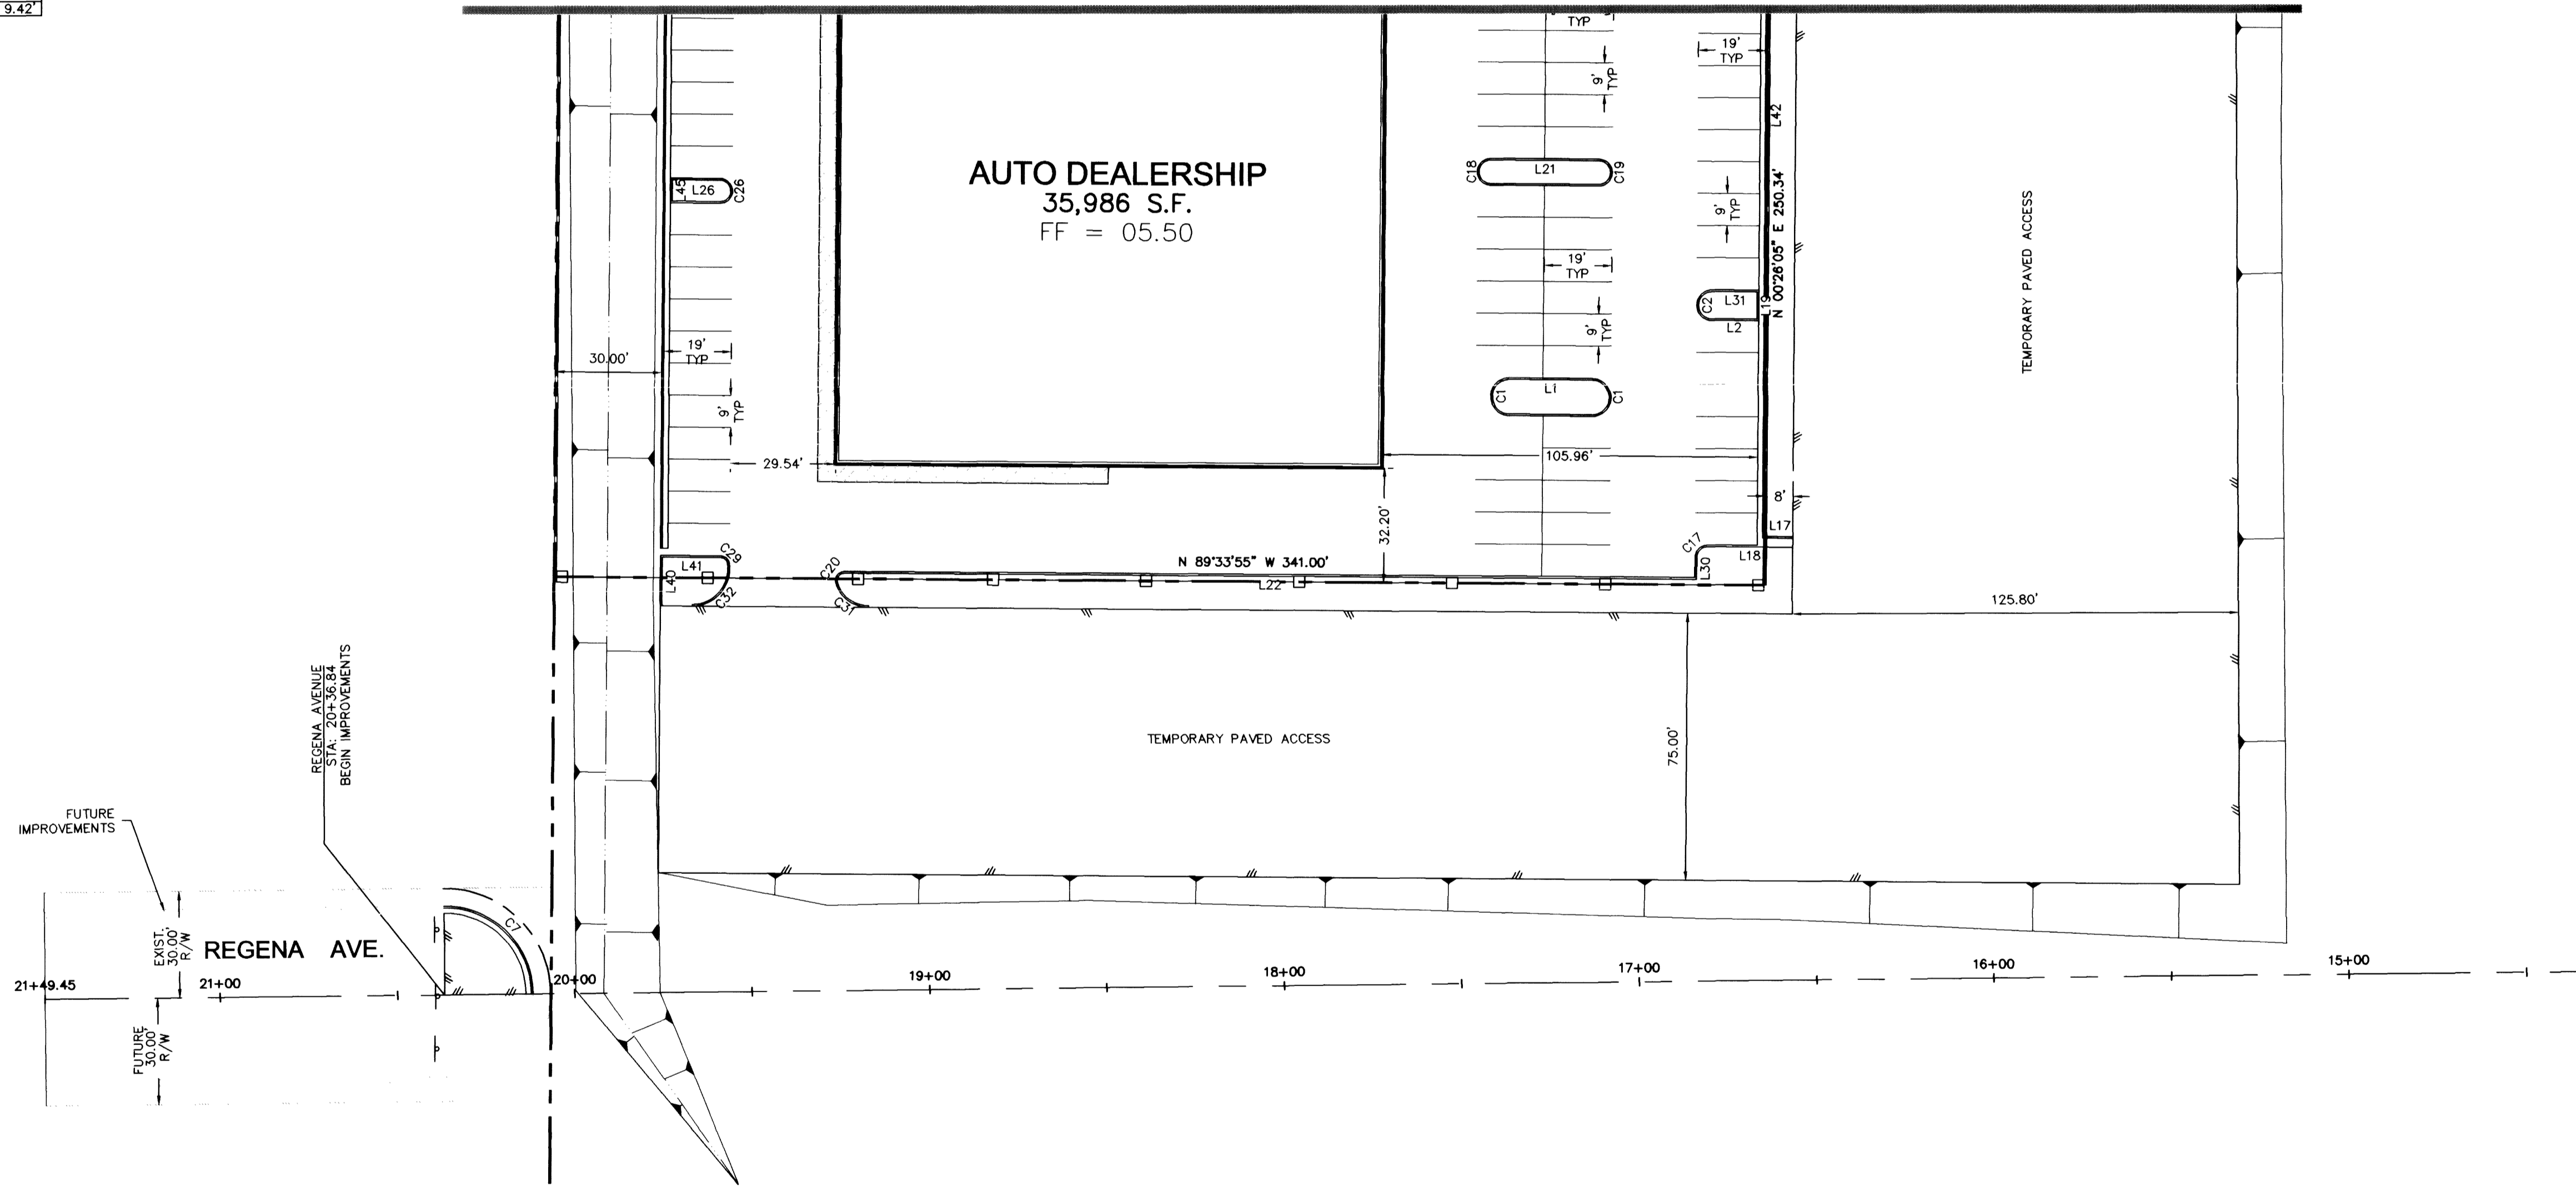 9.42'
TYP
19'
TYP
9'
TYP
L42
AUTO DEALERSHIP
35,986 S.F.
FF = 05.50
L45
L26
C26
C18
L21
C19
9'
TYP
N 00°26'05" E 250.34'
TEMPORARY PAVED ACCESS
19'
TYP
C2
L31
L19
L2
9'
TYP
30.00'
19'
TYP
9'
TYP
C1
L1
C1
29.54'
105.96'
8'
32.20'
L17
C17
L18
L30
N 89°33'55" W 341.00'
C29
L41
L40
C32
C20
C31
L22
125.80'
75.00'
TEMPORARY PAVED ACCESS
REGENA AVENUE
STA: 20+36.84
BEGIN IMPROVEMENTS
FUTURE
IMPROVEMENTS
C7
EXIST.
30.00'
R/W
REGENA AVE.
21+49.45
21+00
20+00
19+00
18+00
17+00
16+00
15+00
FUTURE
30.00'
R/W